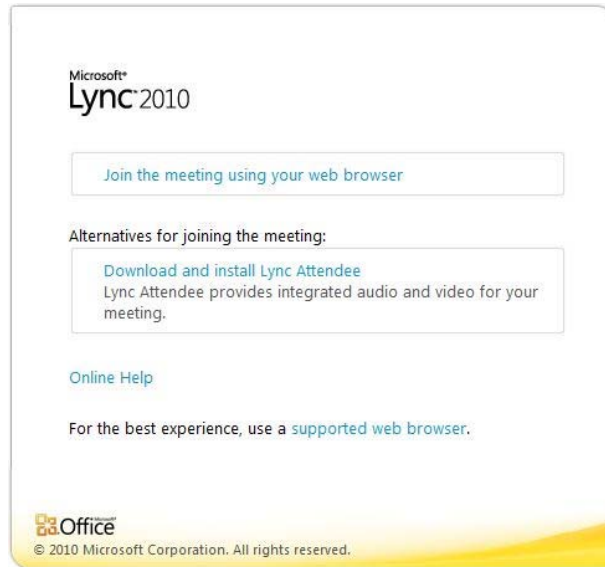 Microsoft®
Lync™ 2010
Join the meeting using your web browser
Alternatives for joining the meeting:
Download and install Lync Attendee
Lync Attendee provides integrated audio and video for your
meeting.
Online Help
For the best experience, use a supported web browser.
Microsoft®
Office
© 2010 Microsoft Corporation. All rights reserved.